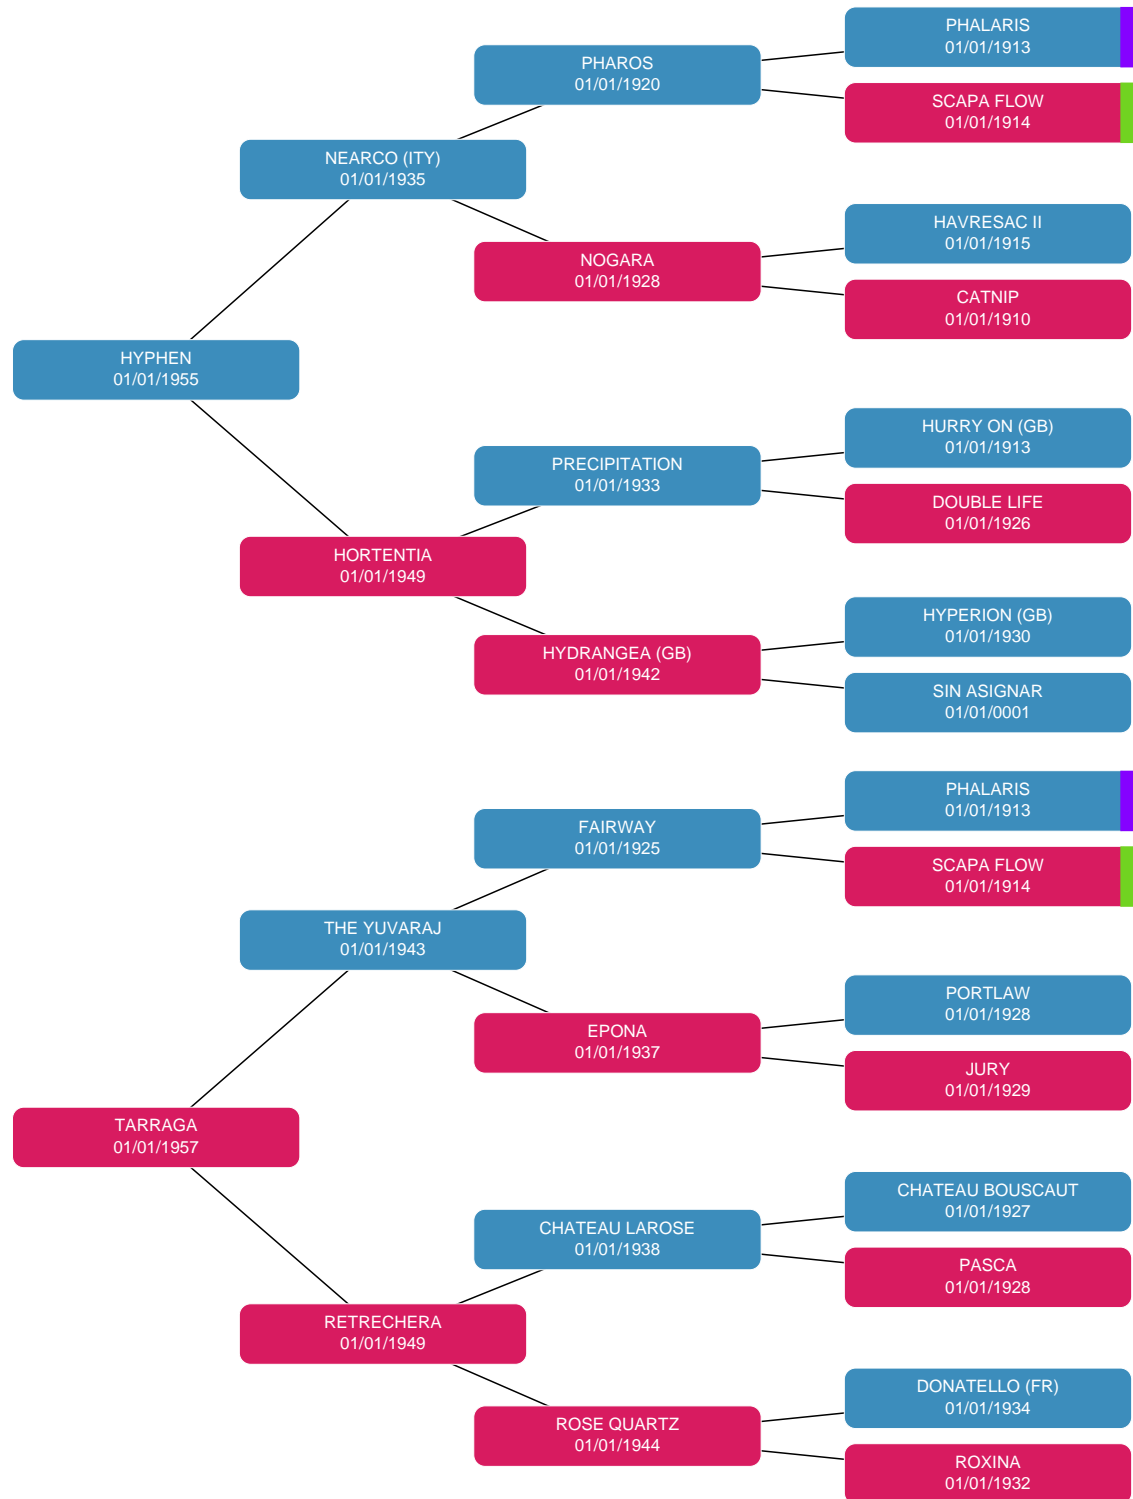 PHALARIS
01/01/1913
PHAROS
01/01/1920
SCAPA FLOW
01/01/1914
NEARCO (ITY)
01/01/1935
HAVRESAC II
01/01/1915
NOGARA
01/01/1928
CATNIP
01/01/1910
HYPHEN
01/01/1955
HURRY ON (GB)
01/01/1913
PRECIPITATION
01/01/1933
DOUBLE LIFE
01/01/1926
HORTENTIA
01/01/1949
HYPERION (GB)
01/01/1930
HYDRANGEA (GB)
01/01/1942
SIN ASIGNAR
01/01/0001
PHALARIS
01/01/1913
FAIRWAY
01/01/1925
SCAPA FLOW
01/01/1914
THE YUVARAJ
01/01/1943
PORTLAW
01/01/1928
EPONA
01/01/1937
JURY
01/01/1929
TARRAGA
01/01/1957
CHATEAU BOUSCAUT
01/01/1927
CHATEAU LAROSE
01/01/1938
PASCA
01/01/1928
RETRECHERA
01/01/1949
DONATELLO (FR)
01/01/1934
ROSE QUARTZ
01/01/1944
ROXINA
01/01/1932